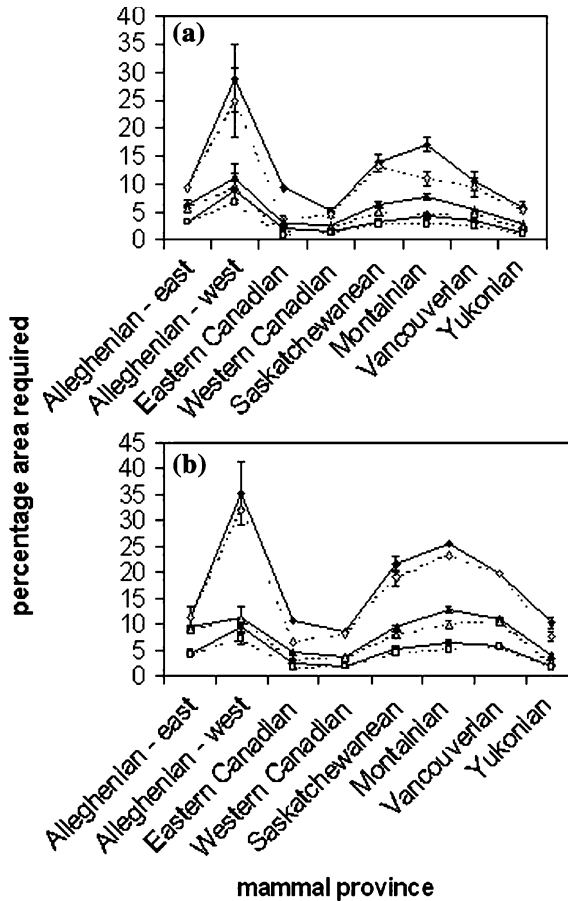 (a)
40
35
30
25
20
15
10
5
0
Alleghenian - east
Alleghenian - west
Eastern Canadian
Western Canadian
Saskatchewanean
Montainian
Vancouverian
Yukonian
percentage area required
(b)
45
40
35
30
25
20
15
10
5
0
Alleghenian - east
Alleghenian - west
Eastern Canadian
Western Canadian
Saskatchewanean
Montainian
Vancouverian
Yukonian
mammal province